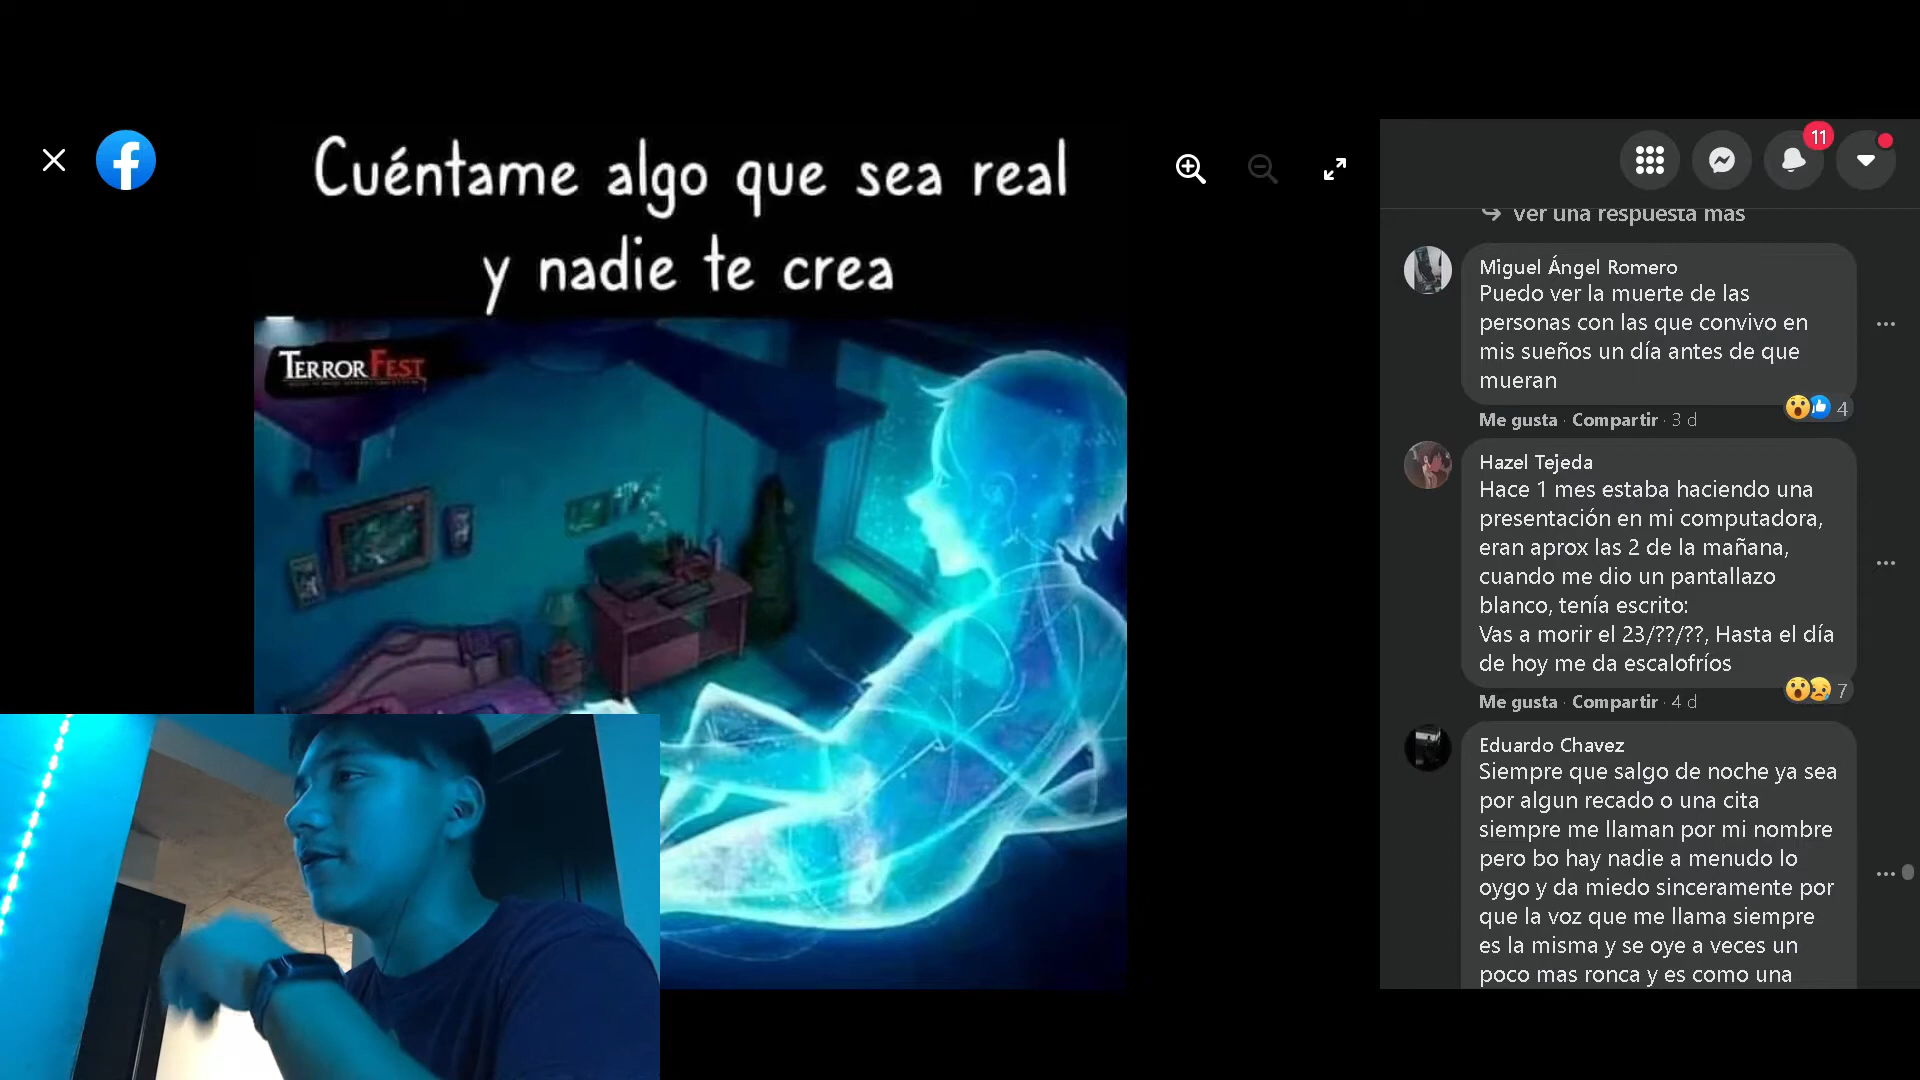 Cuéntame algo que sea real
y nadie te crea
TERRORFEST
11
Ver una respuesta más
Miguel Ángel Romero
Puedo ver la muerte de las
personas con las que convivo en
mis sueños un día antes de que
mueran
4
Me gusta · Compartir · 3 d
Hazel Tejeda
Hace 1 mes estaba haciendo una
presentación en mi computadora,
eran aprox las 2 de la mañana,
cuando me dio un pantallazo
blanco, tenía escrito:
Vas a morir el 23/??/??, Hasta el día
de hoy me da escalofríos
7
Me gusta · Compartir · 4 d
Eduardo Chavez
Siempre que salgo de noche ya sea
por algun recado o una cita
siempre me llaman por mi nombre
pero bo hay nadie a menudo lo
oygo y da miedo sinceramente por
que la voz que me llama siempre
es la misma y se oye a veces un
poco mas ronca y es como una